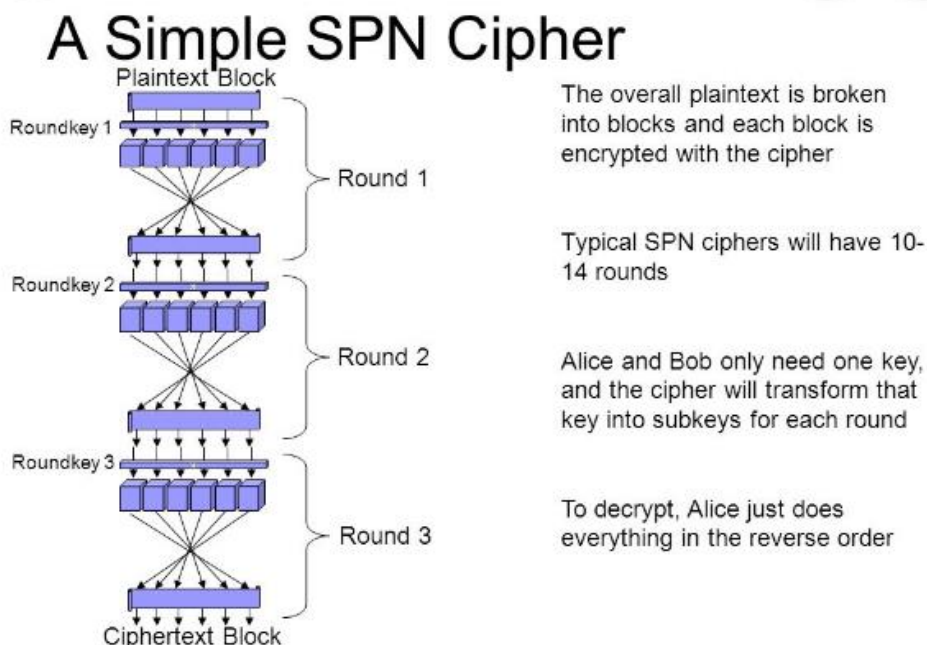 A Simple SPN Cipher
Plaintext Block
Roundkey 1
Round 1
Roundkey 2
Round 2
Roundkey 3
Round 3
Ciphertext Block
The overall plaintext is broken
into blocks and each block is
encrypted with the cipher
Typical SPN ciphers will have 10-
14 rounds
Alice and Bob only need one key,
and the cipher will transform that
key into subkeys for each round
To decrypt, Alice just does
everything in the reverse order